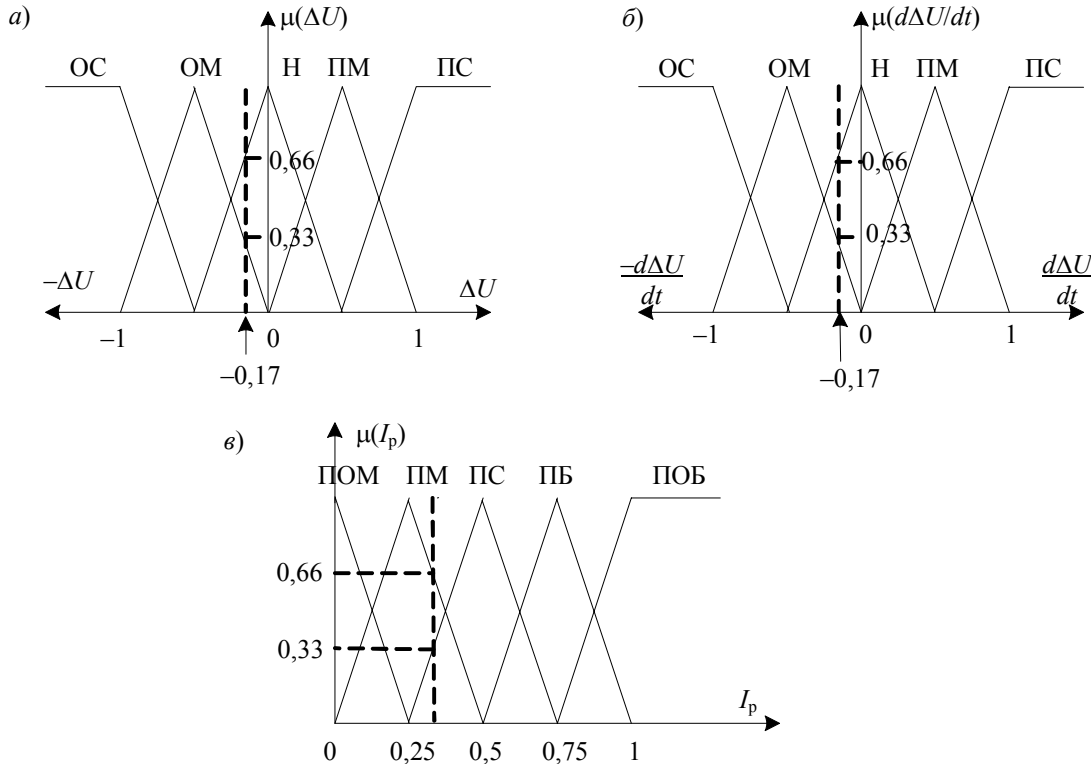 а)
μ(ΔU)
ОС ОМ Н ПМ ПС
0,66
0,33
−ΔU ΔU
−1 0 1
−0,17
б)
μ(dΔU/dt)
ОС ОМ Н ПМ ПС
0,66
0,33
−dΔU/dt dΔU/dt
−1 0 1
−0,17
в)
μ(Iр)
ПОМ ПМ ПС ПБ ПОБ
0,66
0,33
Iр
0 0,25 0,5 0,75 1